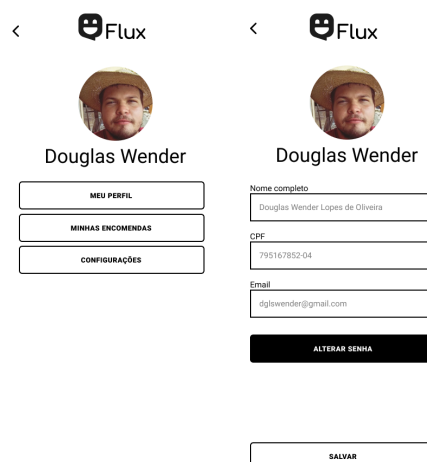 Flux
Douglas Wender
MEU PERFIL
MINHAS ENCOMENDAS
CONFIGURAÇÕES
Flux
Douglas Wender
Nome completo
Douglas Wender Lopes de Oliveira
CPF
795167852-04
Email
dglswender@gmail.com
ALTERAR SENHA
SALVAR